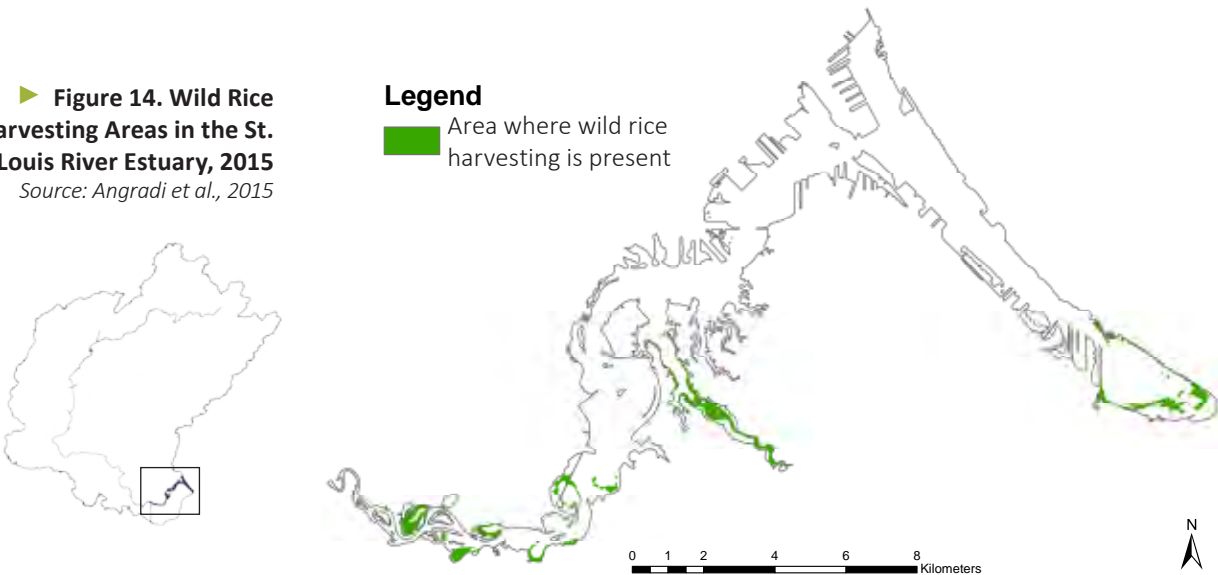 Figure 14. Wild Rice
arvesting Areas in the St.
Louis River Estuary, 2015
Source: Angradi et al., 2015
Legend
Area where wild rice
harvesting is present
N
0 1 2 4 6 8
Kilometers